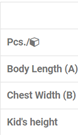 Pcs./📦
Body Length (A)
Chest Width (B)
Kid's height